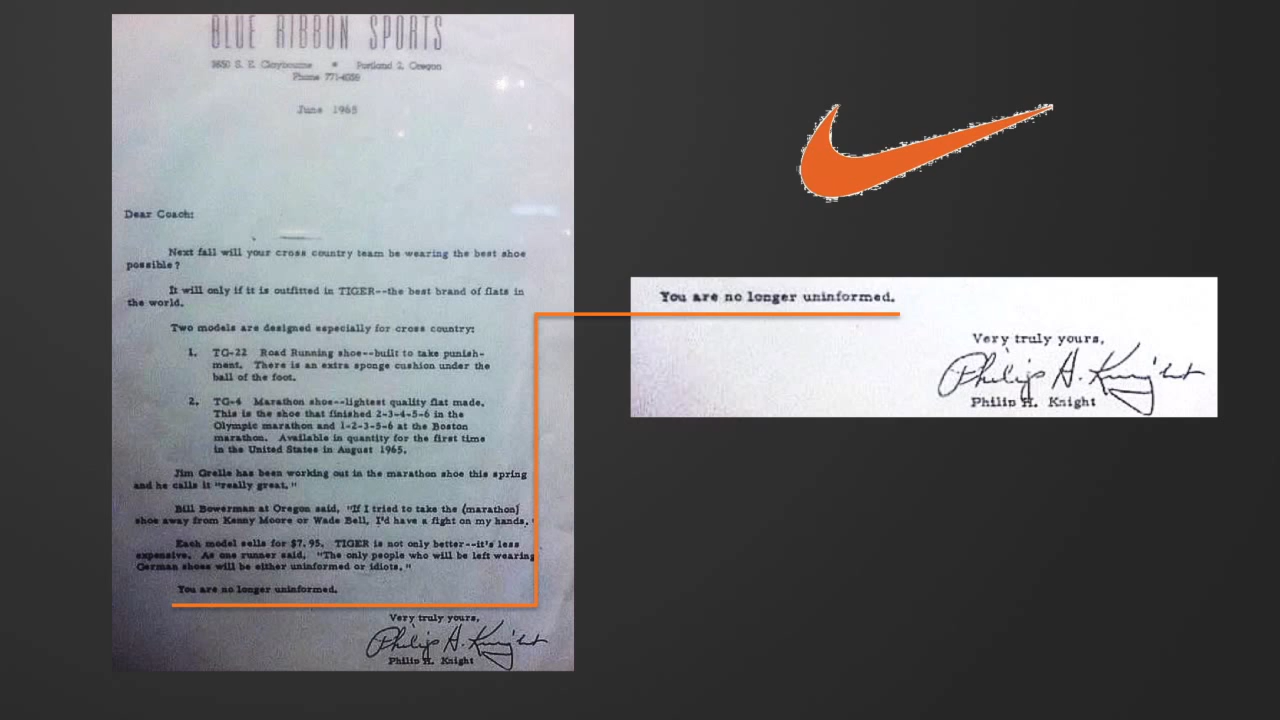 BLUE RIBBON SPORTS
3650 S. E. Claybourne * Portland 2, Oregon
Phone 771-4059
June 1965
Dear Coach:
Next fall will your cross country team be wearing the best shoe
possible?
It will only if it is outfitted in TIGER--the best brand of flats in
the world.
Two models are designed especially for cross country:
1. TG-22 Road Running shoe--built to take punish-
ment. There is an extra sponge cushion under the
ball of the foot.
2. TG-4 Marathon shoe--lightest quality flat made.
This is the shoe that finished 2-3-4-5-6 in the
Olympic marathon and 1-2-3-5-6 at the Boston
marathon. Available in quantity for the first time
in the United States in August 1965.
Jim Grelle has been working out in the marathon shoe this spring
and he calls it "really great."
Bill Bowerman at Oregon said, "If I tried to take the (marathon)
shoe away from Kenny Moore or Wade Bell, I'd have a fight on my hands."
Each model sells for $7.95. TIGER is not only better--it's less
expensive. As one runner said, "The only people who will be left wearing
German shoes will be either uninformed or idiots."
You are no longer uninformed.
Very truly yours,
Philip H. Knight
Philip H. Knight
You are no longer uninformed.
Very truly yours,
Philip H. Knight
Philip H. Knight